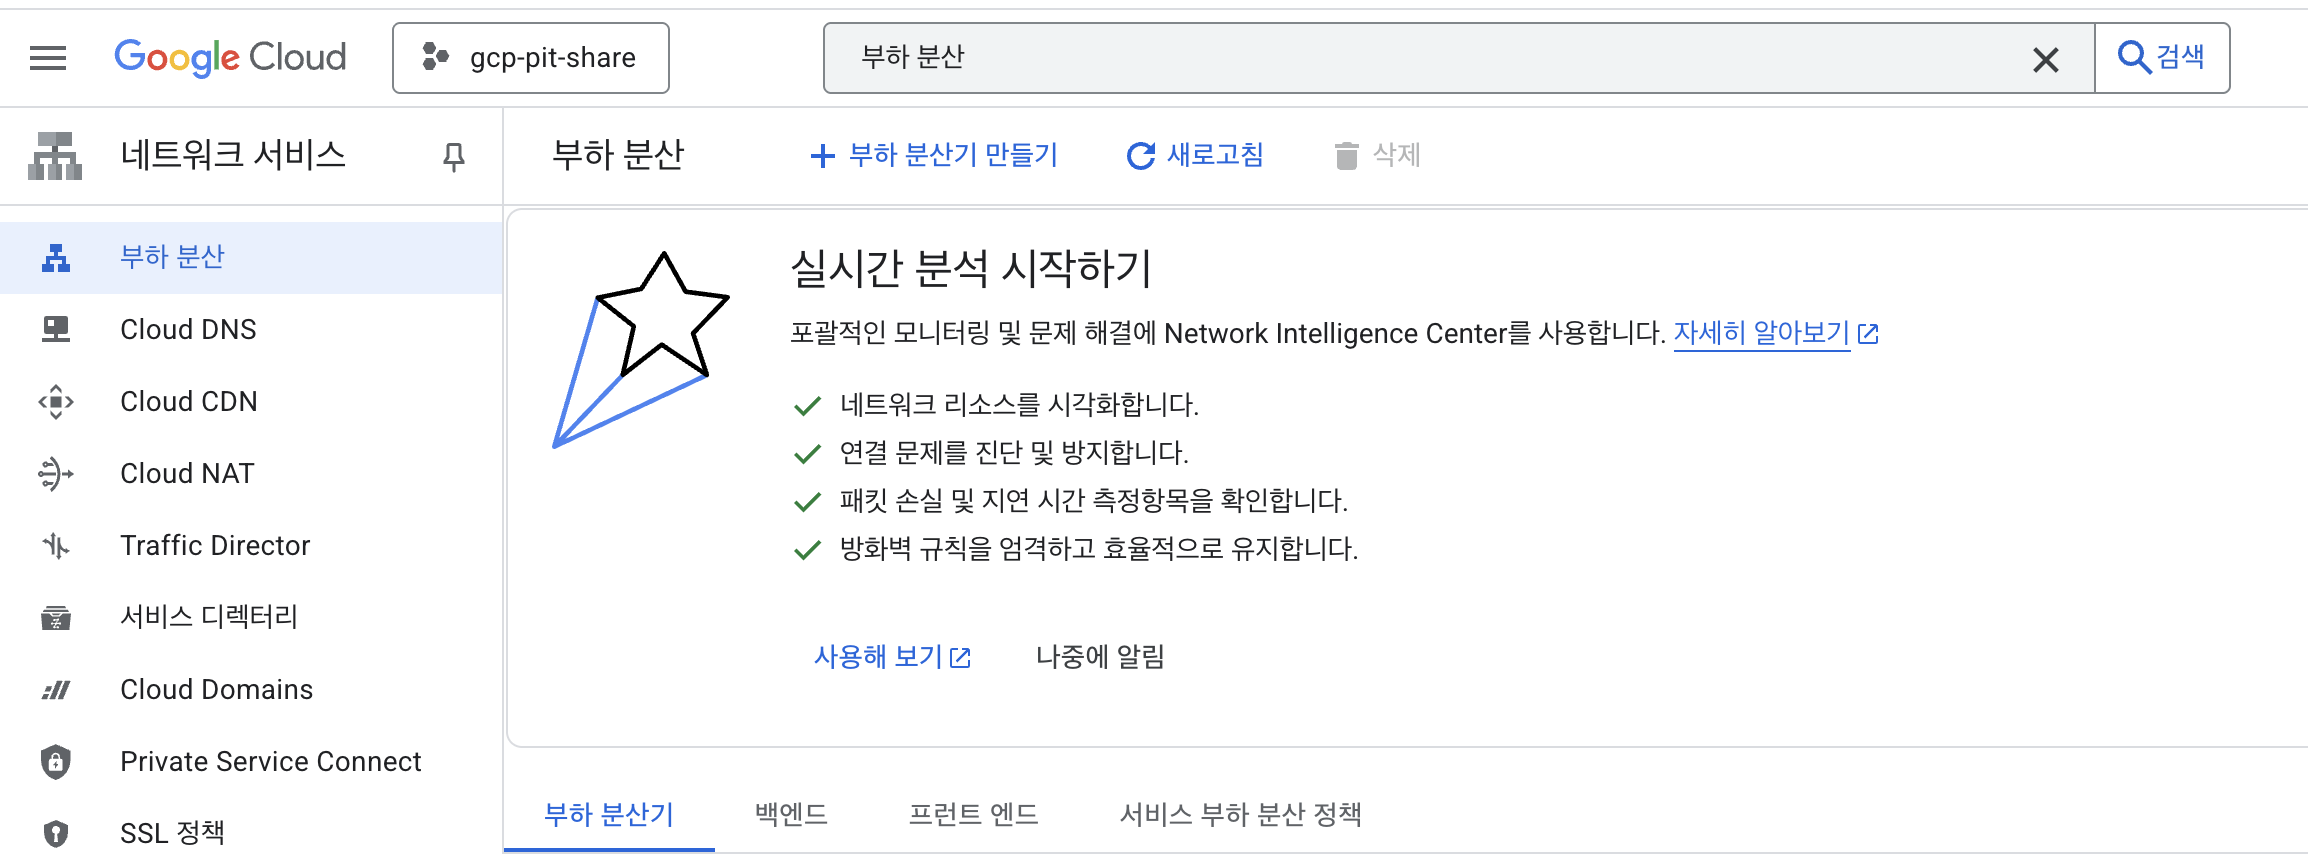 Google Cloud
gcp-pit-share
부하 분산
검색
네트워크 서비스
부하 분산
부하 분산기 만들기
새로고침
삭제
부하 분산
Cloud DNS
Cloud CDN
Cloud NAT
Traffic Director
서비스 디렉터리
Cloud Domains
Private Service Connect
SSL 정책
실시간 분석 시작하기
포괄적인 모니터링 및 문제 해결에 Network Intelligence Center를 사용합니다. 자세히 알아보기
네트워크 리소스를 시각화합니다.
연결 문제를 진단 및 방지합니다.
패킷 손실 및 지연 시간 측정항목을 확인합니다.
방화벽 규칙을 엄격하고 효율적으로 유지합니다.
사용해 보기
나중에 알림
부하 분산기
백엔드
프런트 엔드
서비스 부하 분산 정책